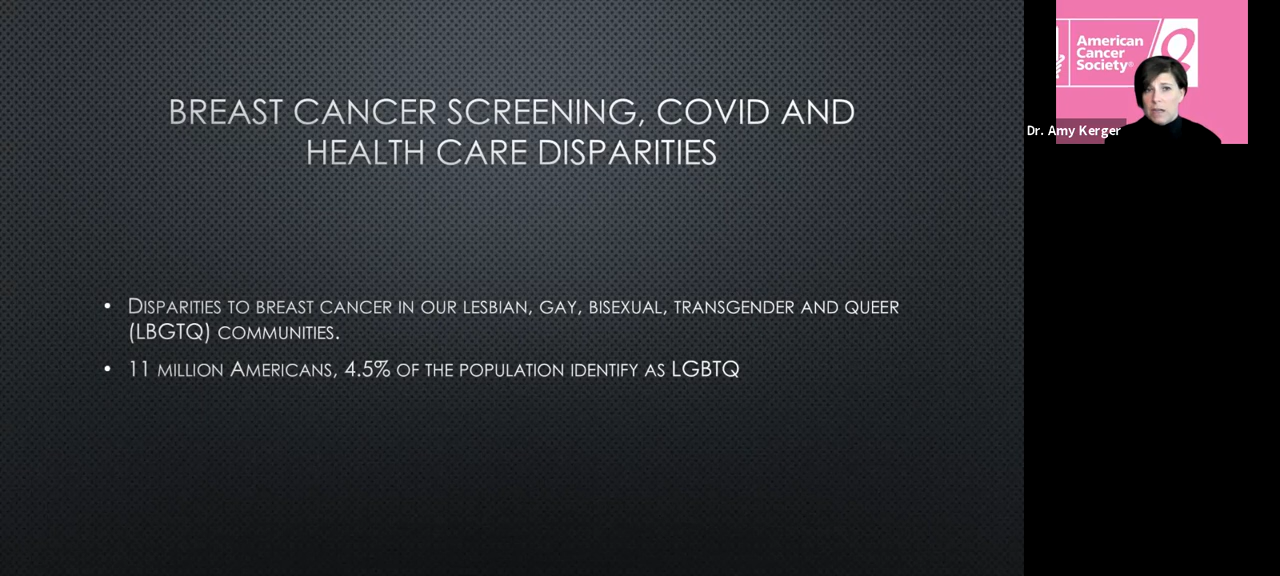 BREAST CANCER SCREENING, COVID AND
HEALTH CARE DISPARITIES
• DISPARITIES TO BREAST CANCER IN OUR LESBIAN, GAY, BISEXUAL, TRANSGENDER AND QUEER
(LBGTQ) COMMUNITIES.
• 11 MILLION AMERICANS, 4.5% OF THE POPULATION IDENTIFY AS LGBTQ
American
Cancer
Society®
Dr. Amy Kerger